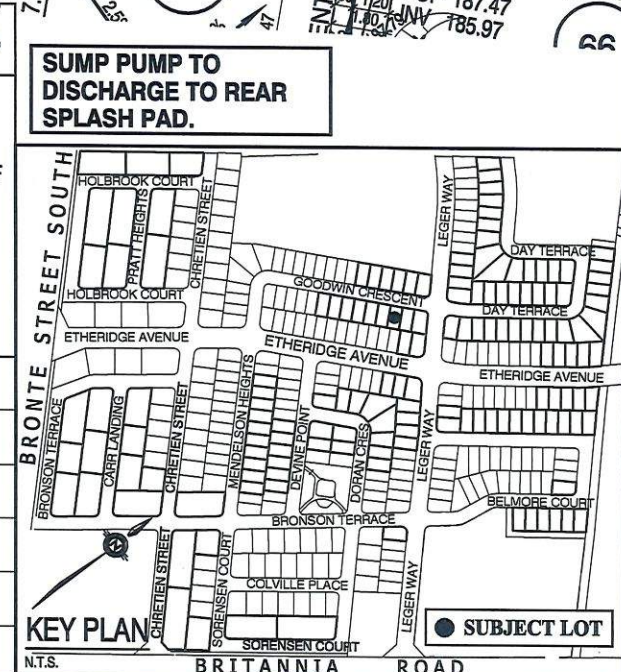 187.47
INV 185.97
47
66
SUMP PUMP TO
DISCHARGE TO REAR
SPLASH PAD.
BRONTE STREET SOUTH
HOLBROOK COURT
PRATT HEIGHTS
CHRETIEN STREET
HOLBROOK COURT
LEGER WAY
DAY TERRACE
GOODWIN CRESCENT
DAY TERRACE
ETHERIDGE AVENUE
ETHERIDGE AVENUE
ETHERIDGE AVENUE
BRONSON TERRACE
CARR LANDING
CHRETIEN STREET
MENDELSON HEIGHTS
DEVINE POINT
DORAN CRES
LEGER WAY
BELMORE COURT
BRONSON TERRACE
N
CHRETIEN STREET
SORENSEN COURT
COLVILLE PLACE
LEGER WAY
KEY PLAN
SUBJECT LOT
SORENSEN COURT
N.T.S.
BRITANNIA ROAD